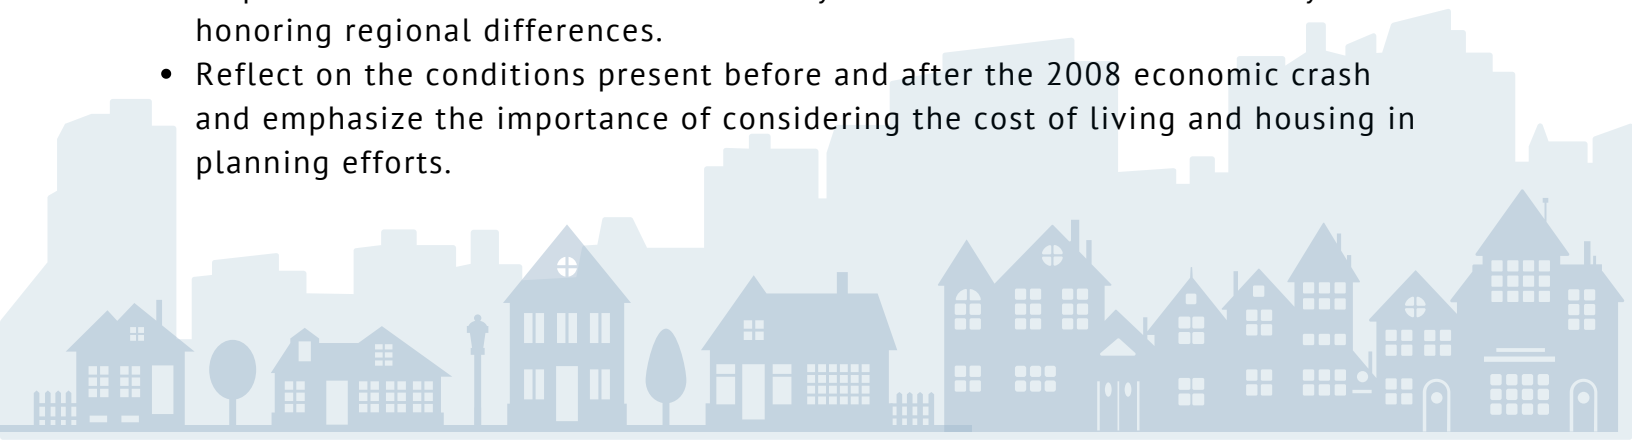 honoring regional differences.
• Reflect on the conditions present before and after the 2008 economic crash
and emphasize the importance of considering the cost of living and housing in
planning efforts.